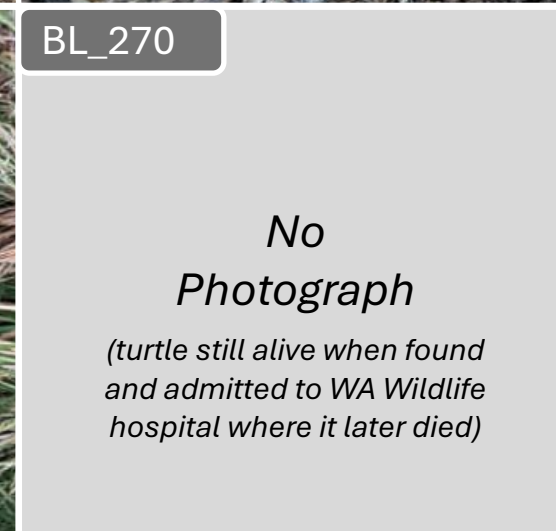 BL_270
No
Photograph
(turtle still alive when found
and admitted to WA Wildlife
hospital where it later died)